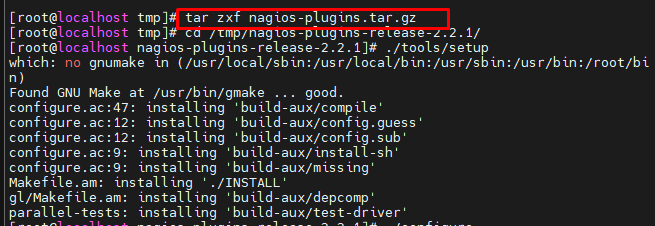 [root@localhost tmp]# tar zxf nagios-plugins.tar.gz
[root@localhost tmp]# cd /tmp/nagios-plugins-release-2.2.1/
[root@localhost nagios-plugins-release-2.2.1]# ./tools/setup
which: no gnumake in (/usr/local/sbin:/usr/local/bin:/usr/sbin:/usr/bin:/root/bi
n)
Found GNU Make at /usr/bin/gmake ... good.
configure.ac:47: installing 'build-aux/compile'
configure.ac:12: installing 'build-aux/config.guess'
configure.ac:12: installing 'build-aux/config.sub'
configure.ac:9: installing 'build-aux/install-sh'
configure.ac:9: installing 'build-aux/missing'
Makefile.am: installing './INSTALL'
gl/Makefile.am: installing 'build-aux/depcomp'
parallel-tests: installing 'build-aux/test-driver'
[root@localhost nagios-plugins-release-2.2.1]# ./configure